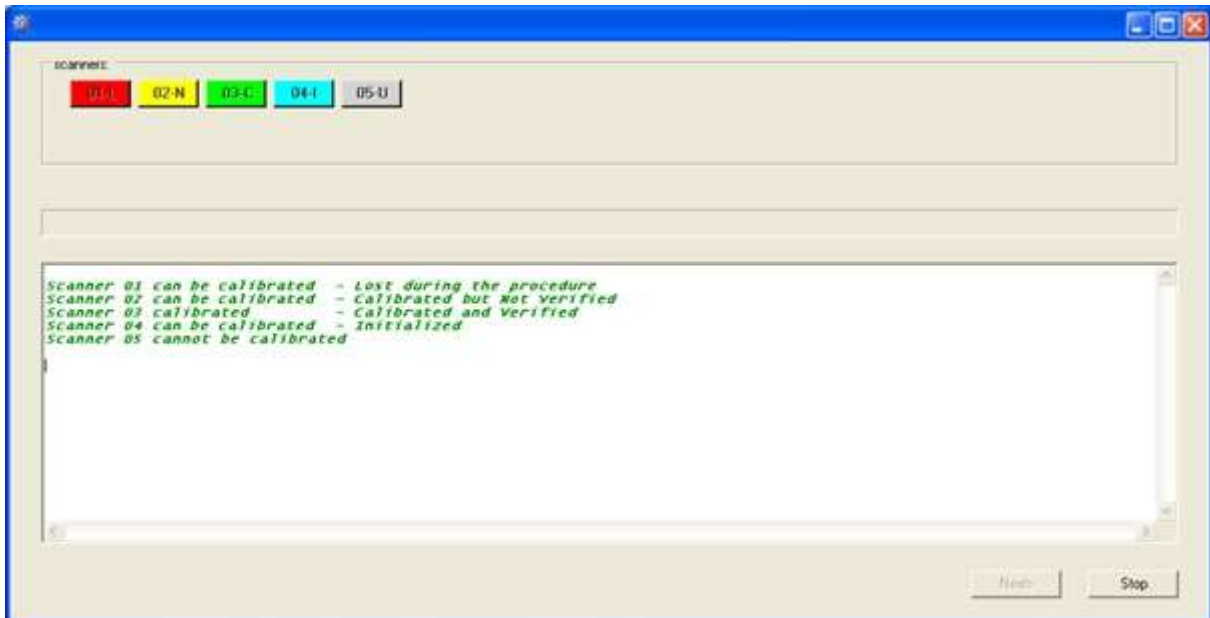 scanners
01-L 02-N 03-C 04-I 05-U
Scanner 01 can be calibrated - Lost during the procedure
Scanner 02 can be calibrated - Calibrated but Not Verified
Scanner 03 calibrated - Calibrated and Verified
Scanner 04 can be calibrated - Initialized
Scanner 05 cannot be calibrated
Next Stop